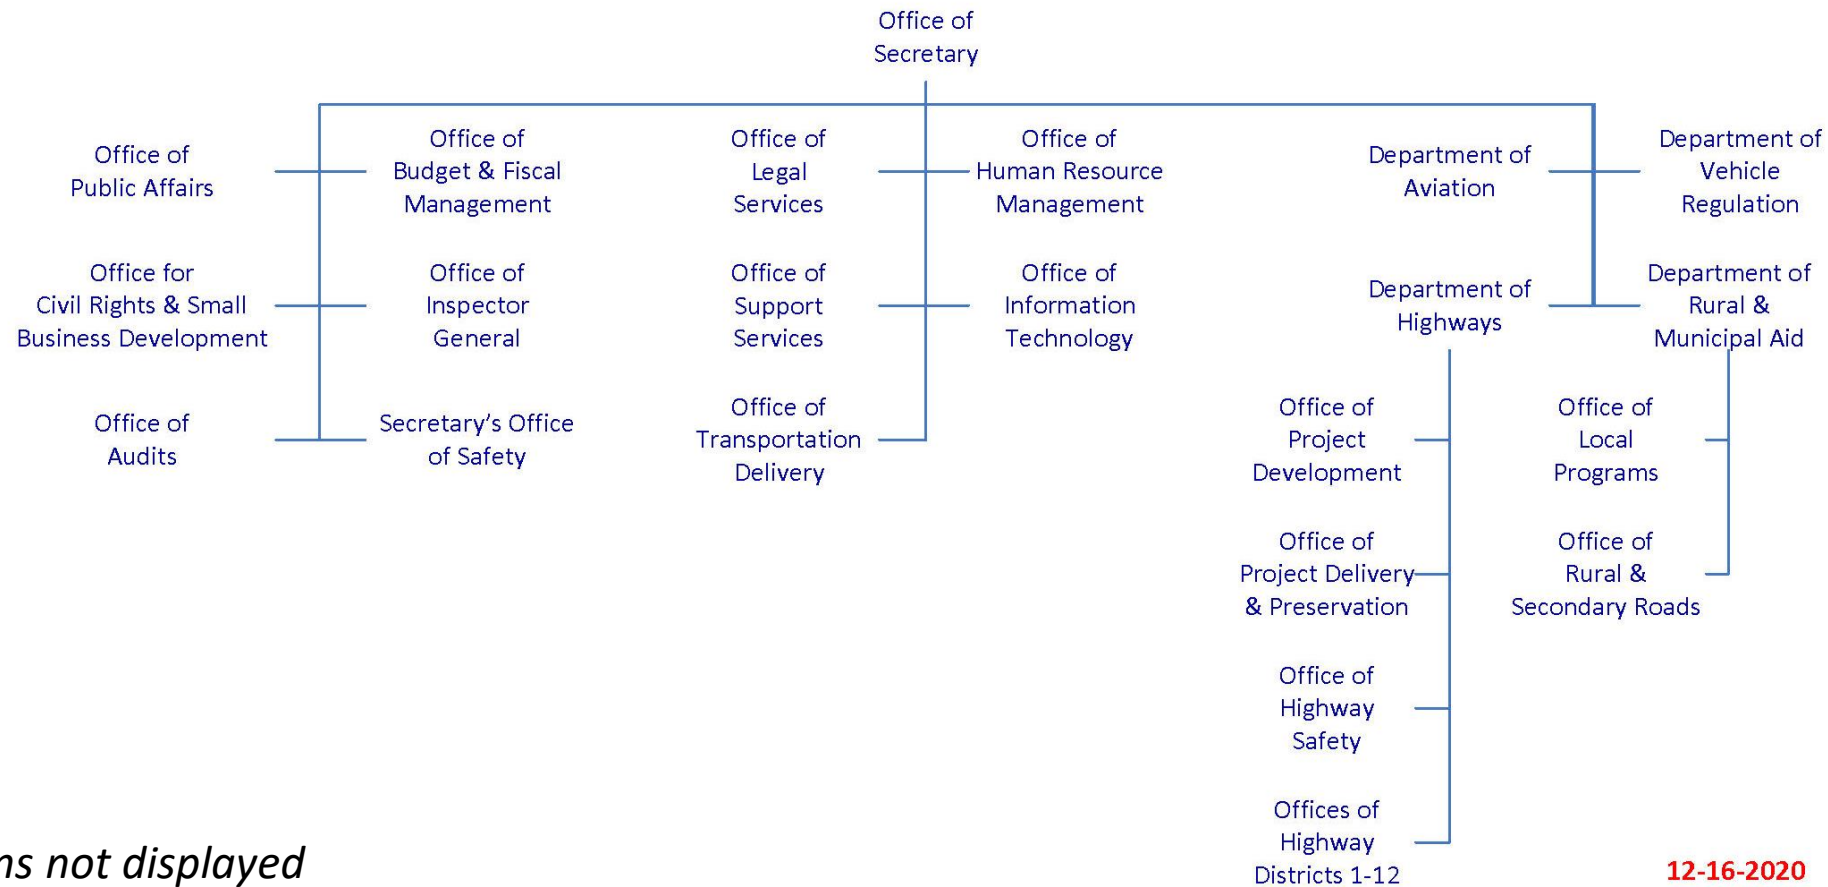 Office of
Secretary
Office of
Public Affairs
Office of
Budget & Fiscal
Management
Office of
Legal
Services
Office of
Human Resource
Management
Department of
Aviation
Department of
Vehicle
Regulation
Office for
Civil Rights & Small
Business Development
Office of
Inspector
General
Office of
Support
Services
Office of
Information
Technology
Department of
Highways
Department of
Rural &
Municipal Aid
Office of
Audits
Secretary’s Office
of Safety
Office of
Transportation
Delivery
Office of
Project
Development
Office of
Local
Programs
Office of
Project Delivery
& Preservation
Office of
Rural &
Secondary Roads
Office of
Highway
Safety
Offices of
Highway
Districts 1-12
not displayed
12-16-2020